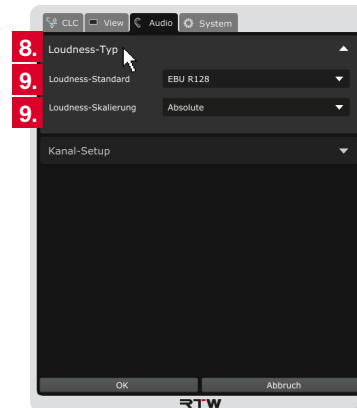 CLC View Audio System
8. Loudness-Typ
9. Loudness-Standard EBU R128
9. Loudness-Skalierung Absolute
Kanal-Setup
OK Abbruch
RTW